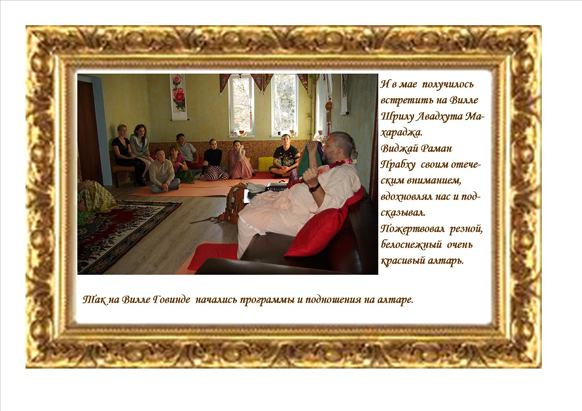 И в мае получилось
встретить на Вилле
Шрилу Авадхута Ма-
хараджа.
Виджай Раман
Прабху своим отече-
ским вниманием,
вдохновлял нас и под-
сказывал.
Пожертвовал резной,
белоснежный очень
красивый алтарь.
Так на Вилле Говинде начались программы и подношения на алтаре.